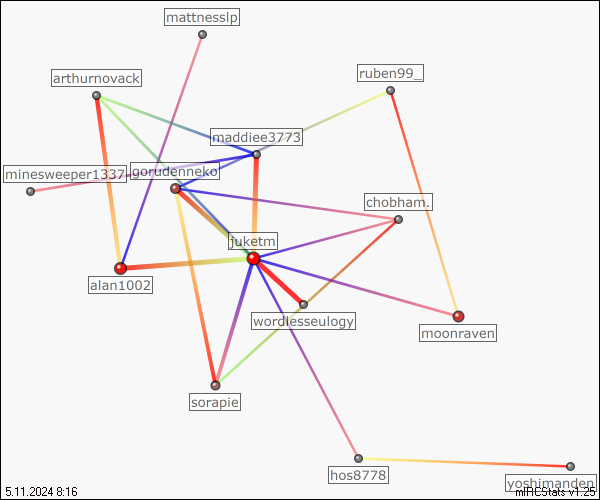 mattnesslp
ruben99_
arthurnovack
maddiee3773
minesweeper1337
gorudenneko
chobham.
juketm
alan1002
wordlesseulogy
moonraven
sorapie
hos8778
yoshimanden
5.11.2024 8:16
mIRCStats v1.25